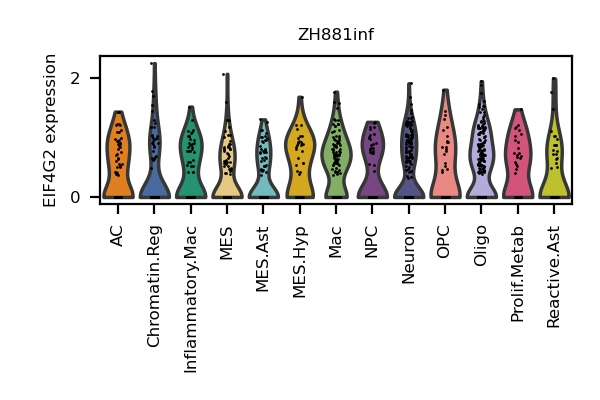 ZH881inf
EIF4G2 expression
2
0
AC
Chromatin.Reg
Inflammatory.Mac
MES
MES.Ast
MES.Hyp
Mac
NPC
Neuron
OPC
Oligo
Prolif.Metab
Reactive.Ast